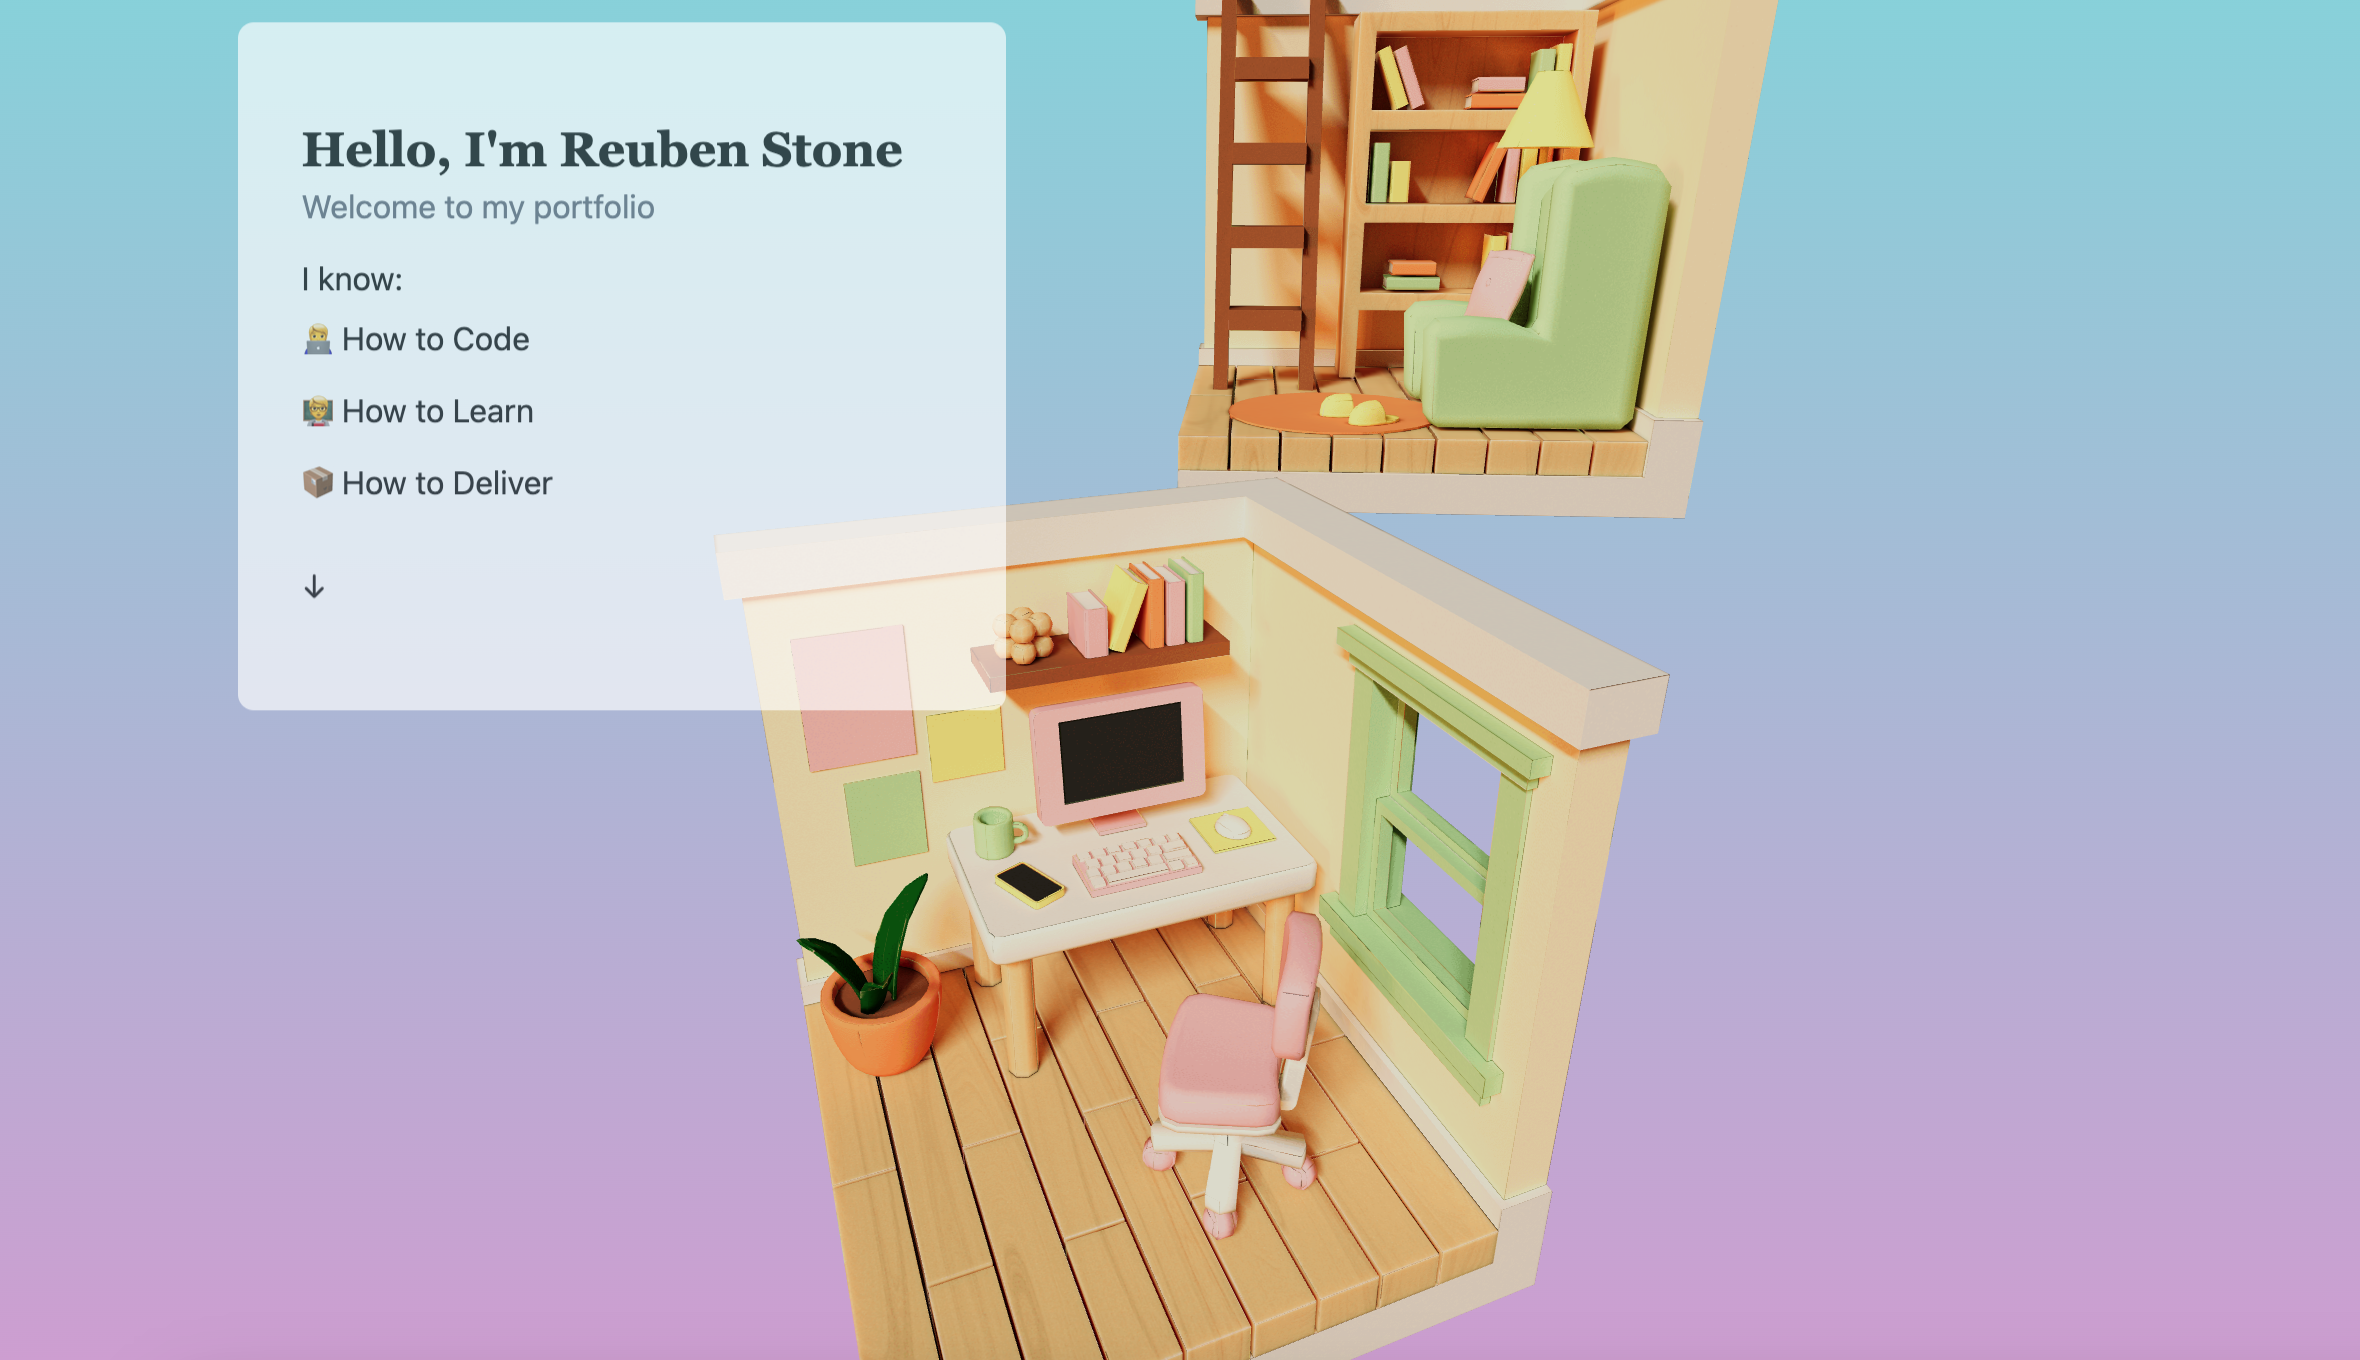 Hello, I'm Reuben Stone
Welcome to my portfolio
I know:
🧑‍💻 How to Code
🧑‍🏫 How to Learn
📦 How to Deliver
↓